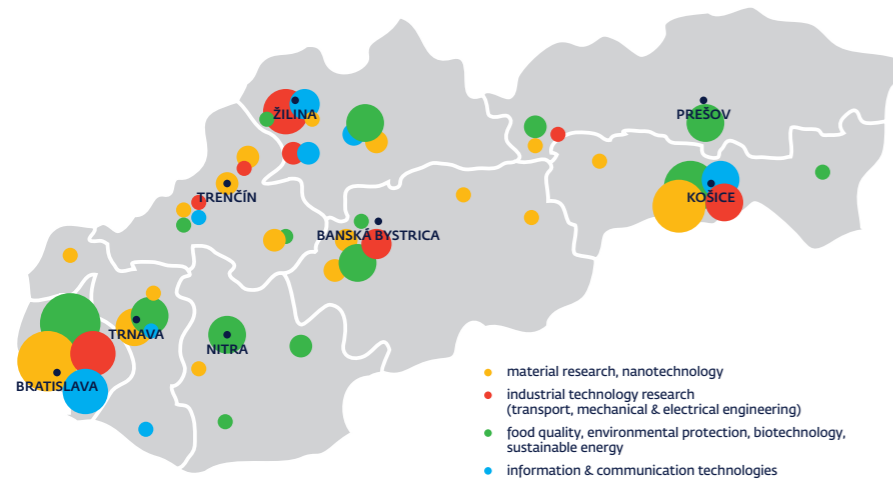 ŽILINA
PREŠOV
TRENČÍN
KOŠICE
BANSKÁ BYSTRICA
TRNAVA
NITRA
BRATISLAVA
material research, nanotechnology
industrial technology research
(transport, mechanical & electrical engineering)
food quality, environmental protection, biotechnology,
sustainable energy
information & communication technologies